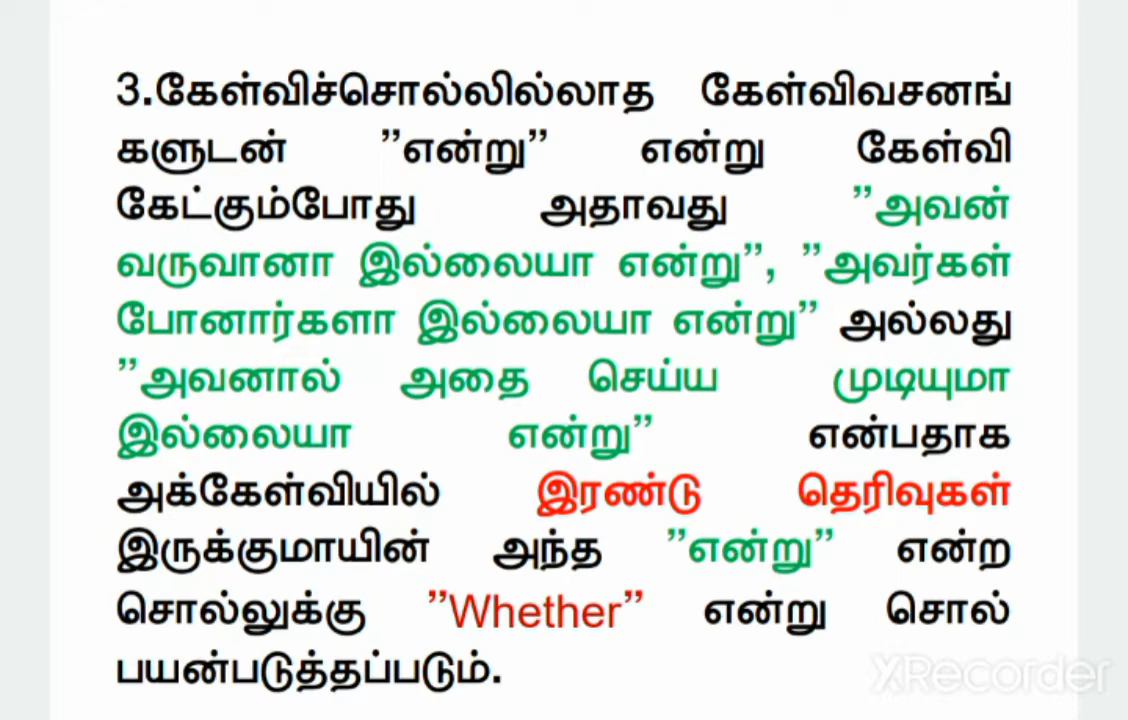 3.கேள்விச்சொல்லில்லாத கேள்விவசனங்
களுடன் ”என்று” என்று கேள்வி
கேட்கும்போது அதாவது ”அவன்
வருவானா இல்லையா என்று”, ”அவர்கள்
போனார்களா இல்லையா என்று” அல்லது
”அவனால் அதை செய்ய முடியுமா
இல்லையா என்று” என்பதாக
அக்கேள்வியில் இரண்டு தெரிவுகள்
இருக்குமாயின் அந்த ”என்று” என்ற
சொல்லுக்கு ”Whether” என்று சொல்
பயன்படுத்தப்படும்.
XRecorder